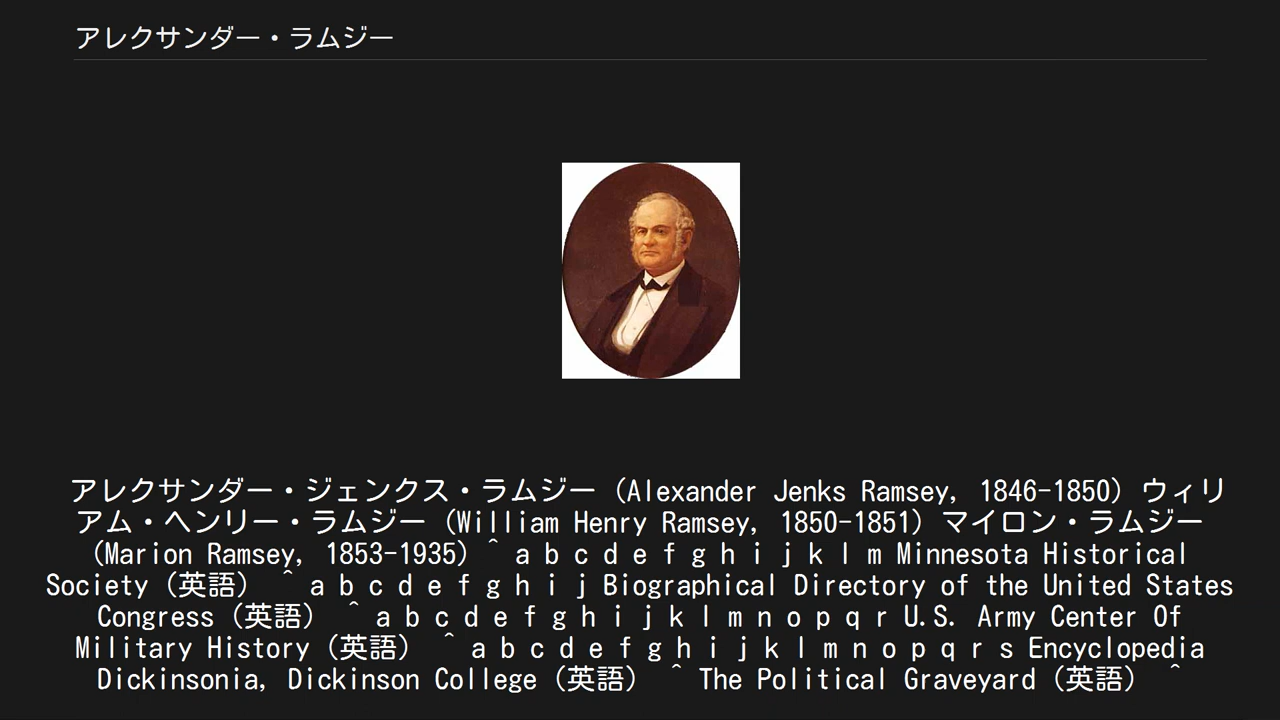 アレクサンダー・ラムジー
アレクサンダー・ジェンクス・ラムジー（Alexander Jenks Ramsey, 1846-1850）ウィリ
アム・ヘンリー・ラムジー（William Henry Ramsey, 1850-1851）マイロン・ラムジー
（Marion Ramsey, 1853-1935）^ a b c d e f g h i j k l m Minnesota Historical
Society（英語） ^ a b c d e f g h i j Biographical Directory of the United States
Congress（英語） ^ a b c d e f g h i j k l m n o p q r U.S. Army Center Of
Military History（英語） ^ a b c d e f g h i j k l m n o p q r s Encyclopedia
Dickinsonia, Dickinson College（英語） ^ The Political Graveyard（英語） ^